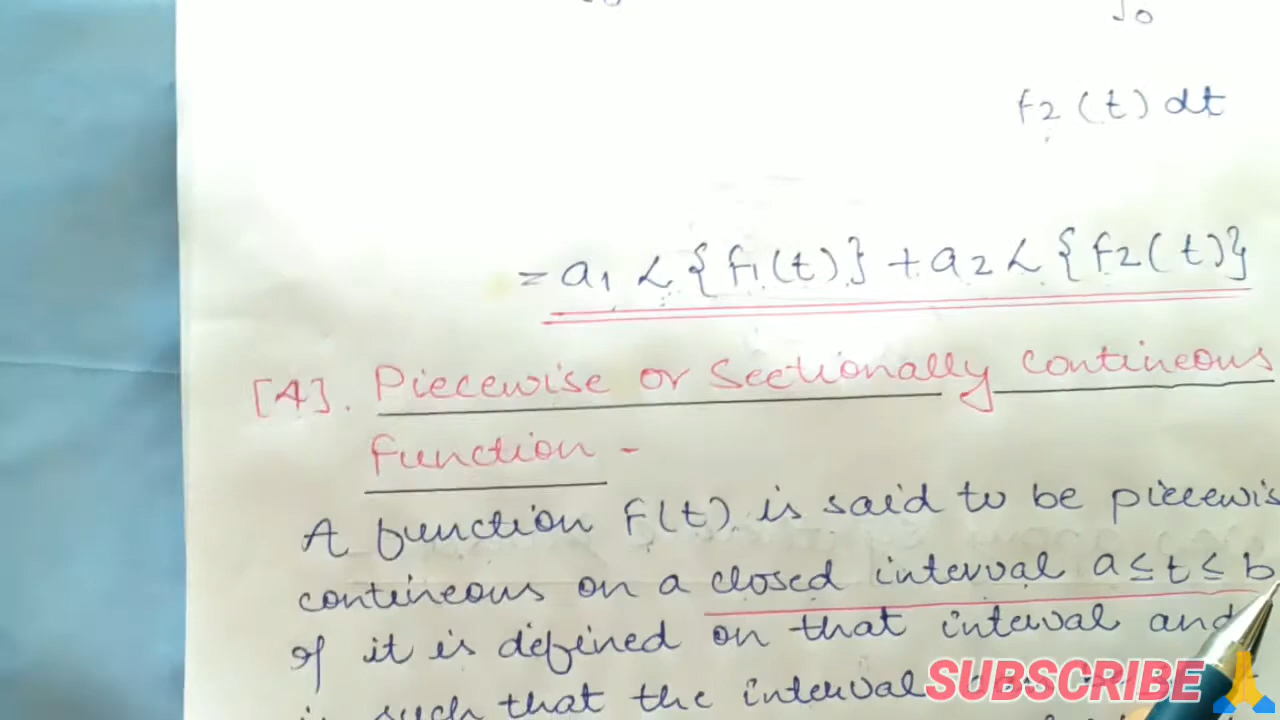 f2(t)dt
= a1 L{f1(t)} + a2 L{f2(t)}
[4]. Piecewise or Sectionally contineous
function -
A function F(t) is said to be piecewis
contineous on a closed interval a ≤ t ≤ b
if it is defined on that interval and
such that the interval
SUBSCRIBE